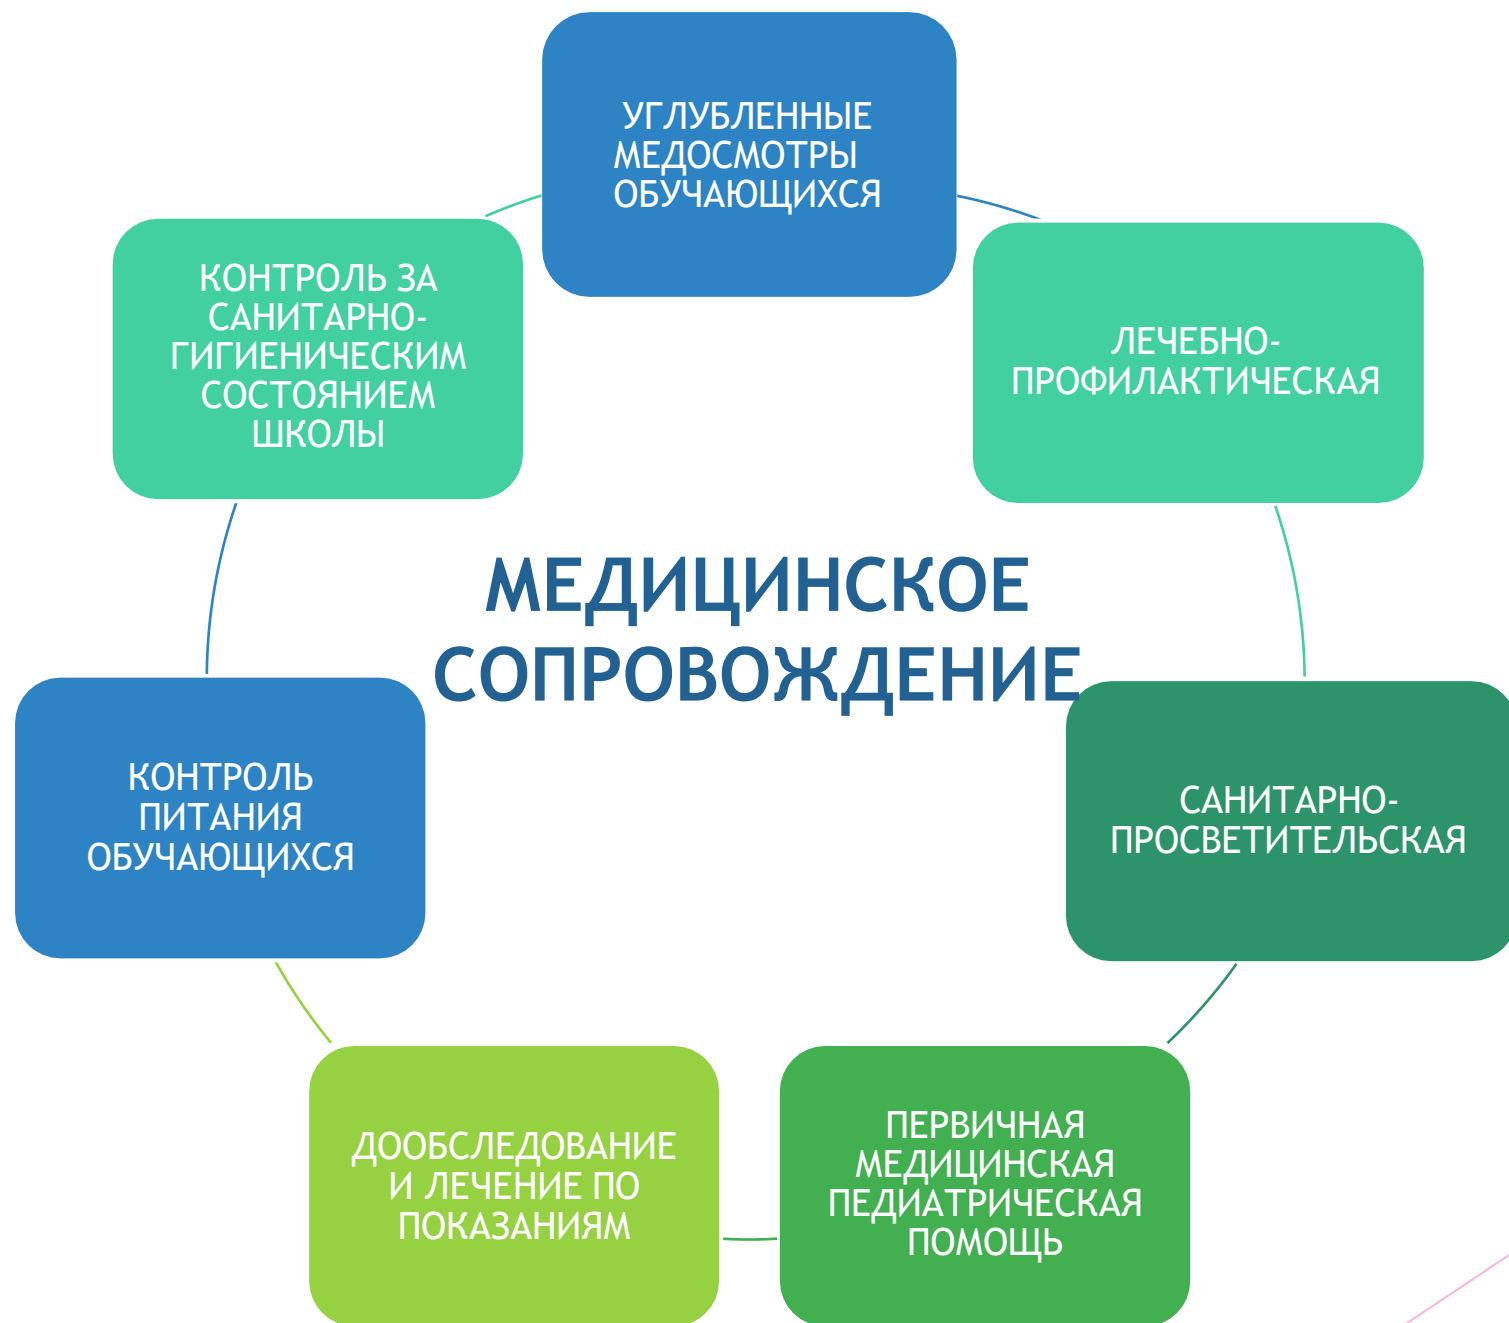 УГЛУБЛЕННЫЕ
МЕДОСМОТРЫ
ОБУЧАЮЩИХСЯ
ЛЕЧЕБНО-
ПРОФИЛАКТИЧЕСКАЯ
САНИТАРНО-
ПРОСВЕТИТЕЛЬСКАЯ
ПЕРВИЧНАЯ
МЕДИЦИНСКАЯ
ПЕДИАТРИЧЕСКАЯ
ПОМОЩЬ
ДООБСЛЕДОВАНИЕ
И ЛЕЧЕНИЕ ПО
ПОКАЗАНИЯМ
КОНТРОЛЬ
ПИТАНИЯ
ОБУЧАЮЩИХСЯ
КОНТРОЛЬ ЗА
САНИТАРНО-
ГИГИЕНИЧЕСКИМ
СОСТОЯНИЕМ
ШКОЛЫ
МЕДИЦИНСКОЕ
СОПРОВОЖДЕНИЕ